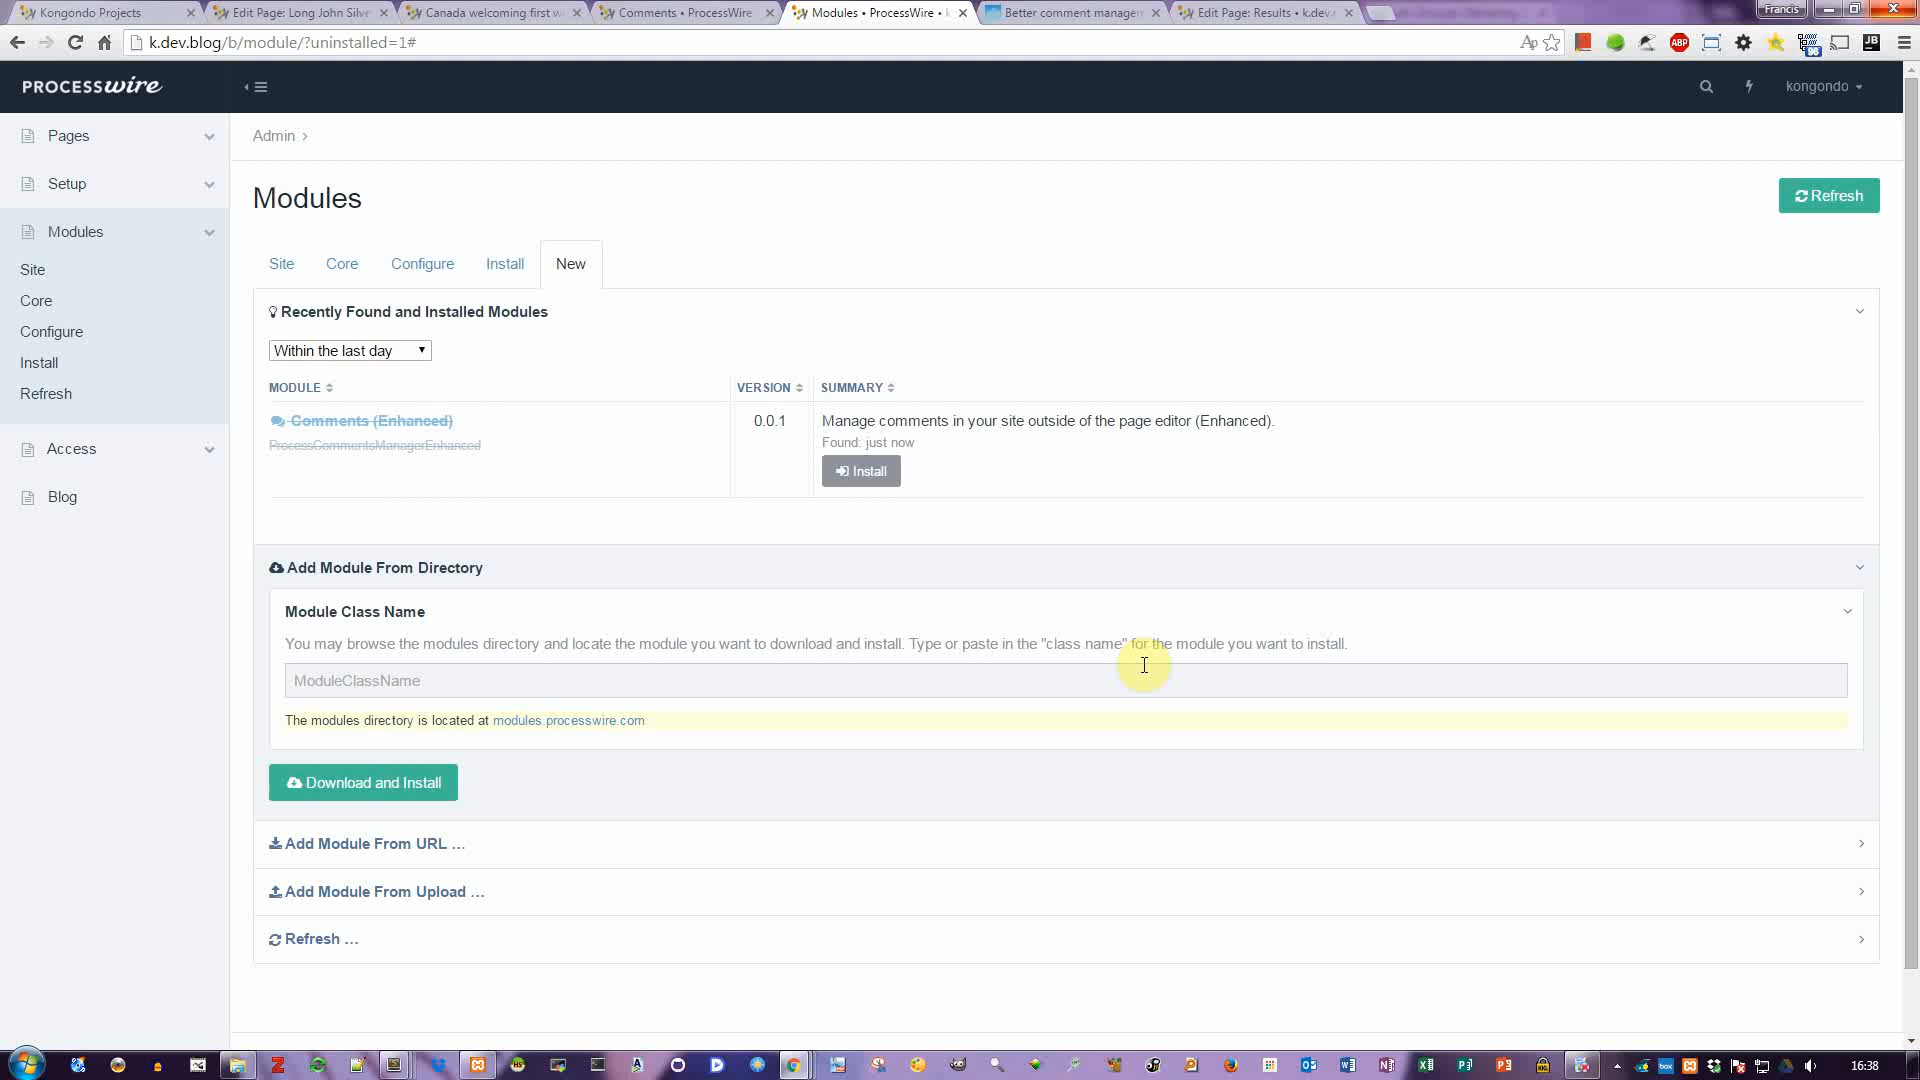 Kongondo Projects
Edit Page: Long John Silve
Canada welcoming first w
Comments • ProcessWire
Modules • ProcessWire • k
Better comment managem
Edit Page: Results • k.dev.r
Francis
k.dev.blog/b/module/?uninstalled=1#
ABP
96
JB
PROCESSwire
kongondo
Pages
Setup
Modules
Site
Core
Configure
Install
Refresh
Access
Blog
Admin
Modules
Refresh
Site
Core
Configure
Install
New
Recently Found and Installed Modules
Within the last day
MODULE VERSION SUMMARY
Comments (Enhanced)
ProcessCommentsManagerEnhanced
0.0.1
Manage comments in your site outside of the page editor (Enhanced).
Found: just now
Install
Add Module From Directory
Module Class Name
You may browse the modules directory and locate the module you want to download and install. Type or paste in the "class name" for the module you want to install.
ModuleClassName
The modules directory is located at modules.processwire.com
Download and Install
Add Module From URL …
Add Module From Upload …
Refresh …
16:38